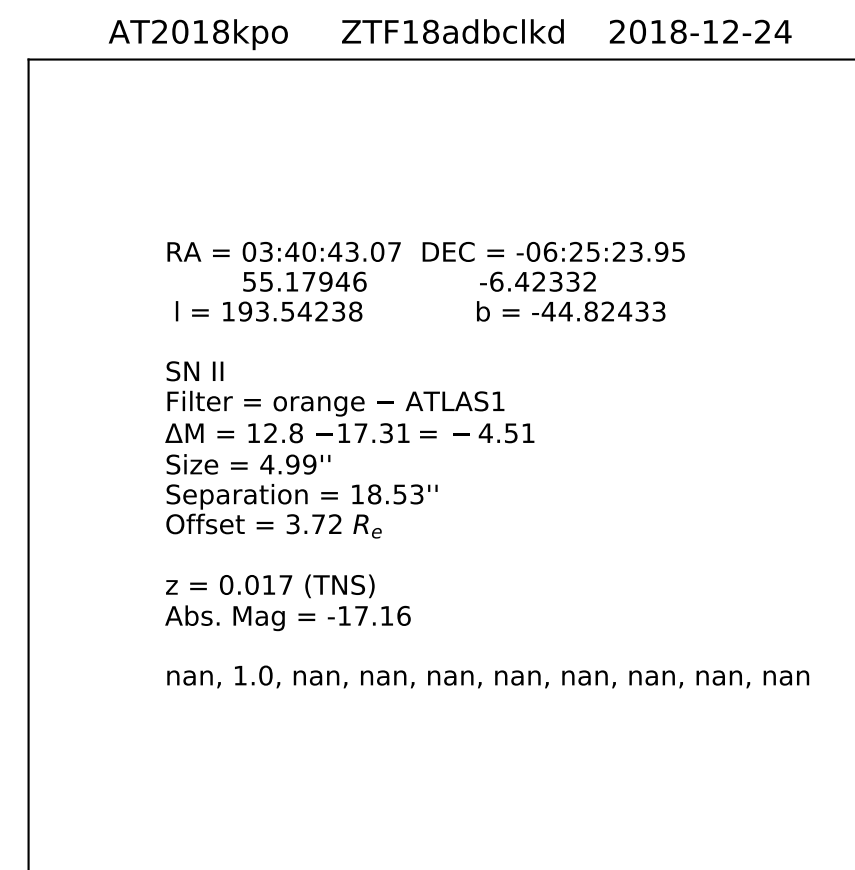 AT2018kpo ZTF18adbclkd 2018-12-24
RA = 03:40:43.07 DEC = -06:25:23.95
55.17946 -6.42332
l = 193.54238 b = -44.82433
SN II
Filter = orange − ATLAS1
ΔM = 12.8 −17.31 = −4.51
Size = 4.99''
Separation = 18.53''
Offset = 3.72 Rₑ
z = 0.017 (TNS)
Abs. Mag = -17.16
nan, 1.0, nan, nan, nan, nan, nan, nan, nan, nan